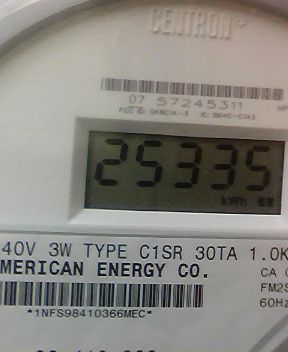 CENTRON
07 57245311
25335
kWh
40V 3W TYPE C1SR 30TA 1.0K
MERICAN ENERGY CO.
CA
FM2S
60Hz
*1NFS98410366MEC*